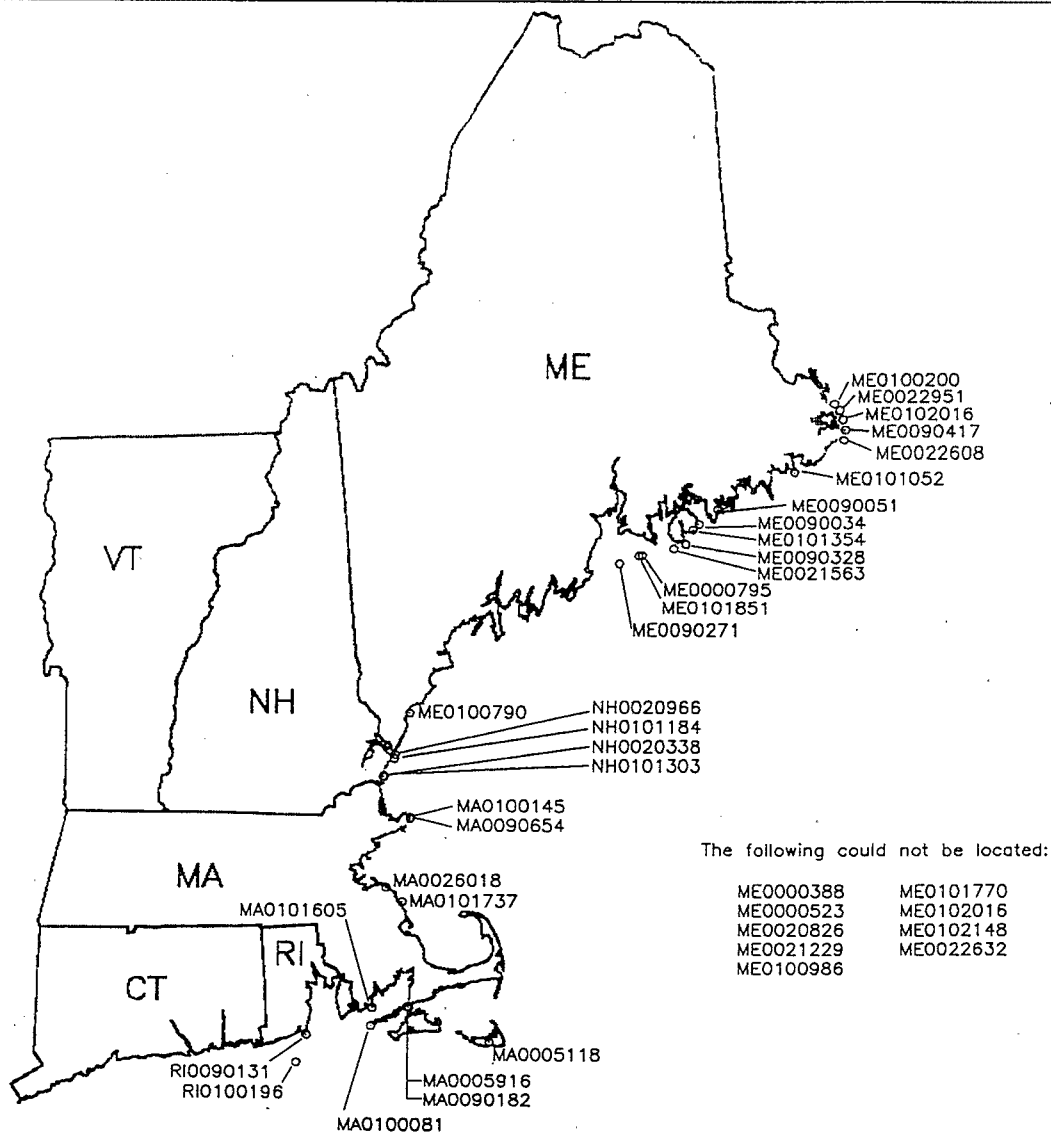 ME
ME0100200
ME0022951
ME0102016
ME0090417
ME0022608
ME0101052
ME0090051
ME0090034
ME0101354
ME0090328
ME0021563
ME0000795
ME0101851
ME0090271
VT
NH
ME0100790
NH0020966
NH0101184
NH0020338
NH0101303
MA0100145
MA0090654
The following could not be located:
ME0000388 ME0101770
ME0000523 ME0102016
ME0020826 ME0102148
ME0021229 ME0022632
ME0100986
MA
MA0026018
MA0101737
MA0101605
RI
CT
MA0005118
RI0090131
RI0100196
MA0005916
MA0090182
MA0100081